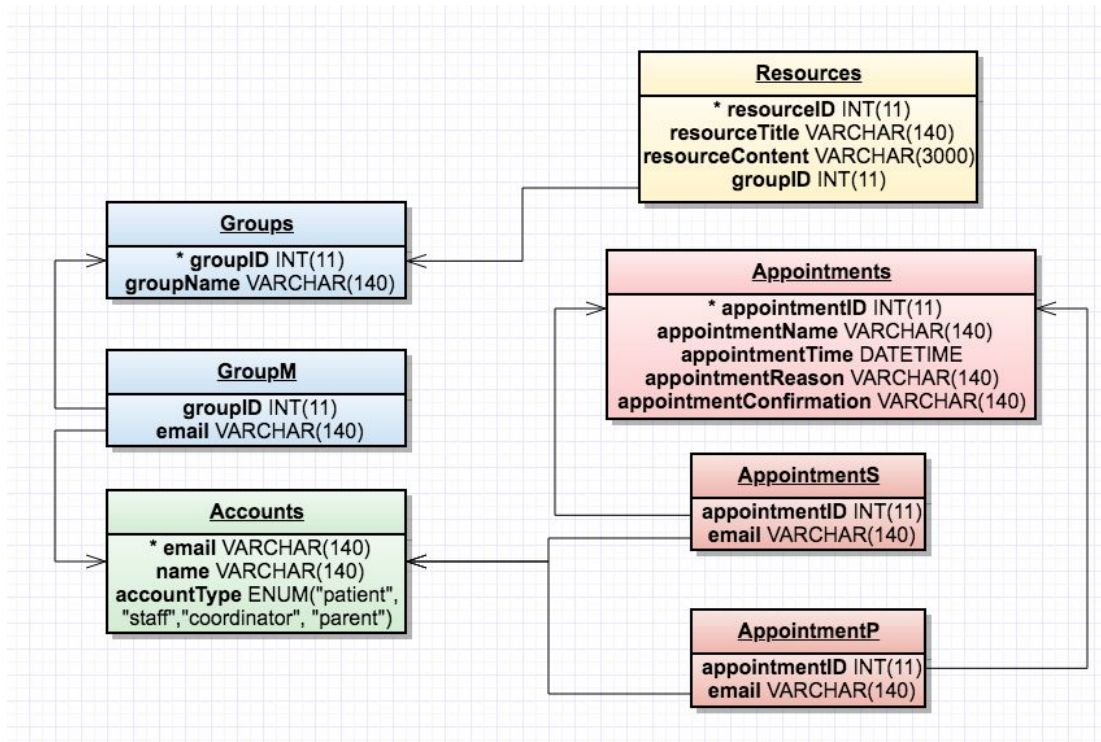 Resources
* resourceID INT(11)
resourceTitle VARCHAR(140)
resourceContent VARCHAR(3000)
groupID INT(11)
Groups
* groupID INT(11)
groupName VARCHAR(140)
Appointments
* appointmentID INT(11)
appointmentName VARCHAR(140)
appointmentTime DATETIME
appointmentReason VARCHAR(140)
appointmentConfirmation VARCHAR(140)
GroupM
groupID INT(11)
email VARCHAR(140)
AppointmentS
appointmentID INT(11)
email VARCHAR(140)
Accounts
* email VARCHAR(140)
name VARCHAR(140)
accountType ENUM("patient",
"staff","coordinator", "parent")
AppointmentP
appointmentID INT(11)
email VARCHAR(140)